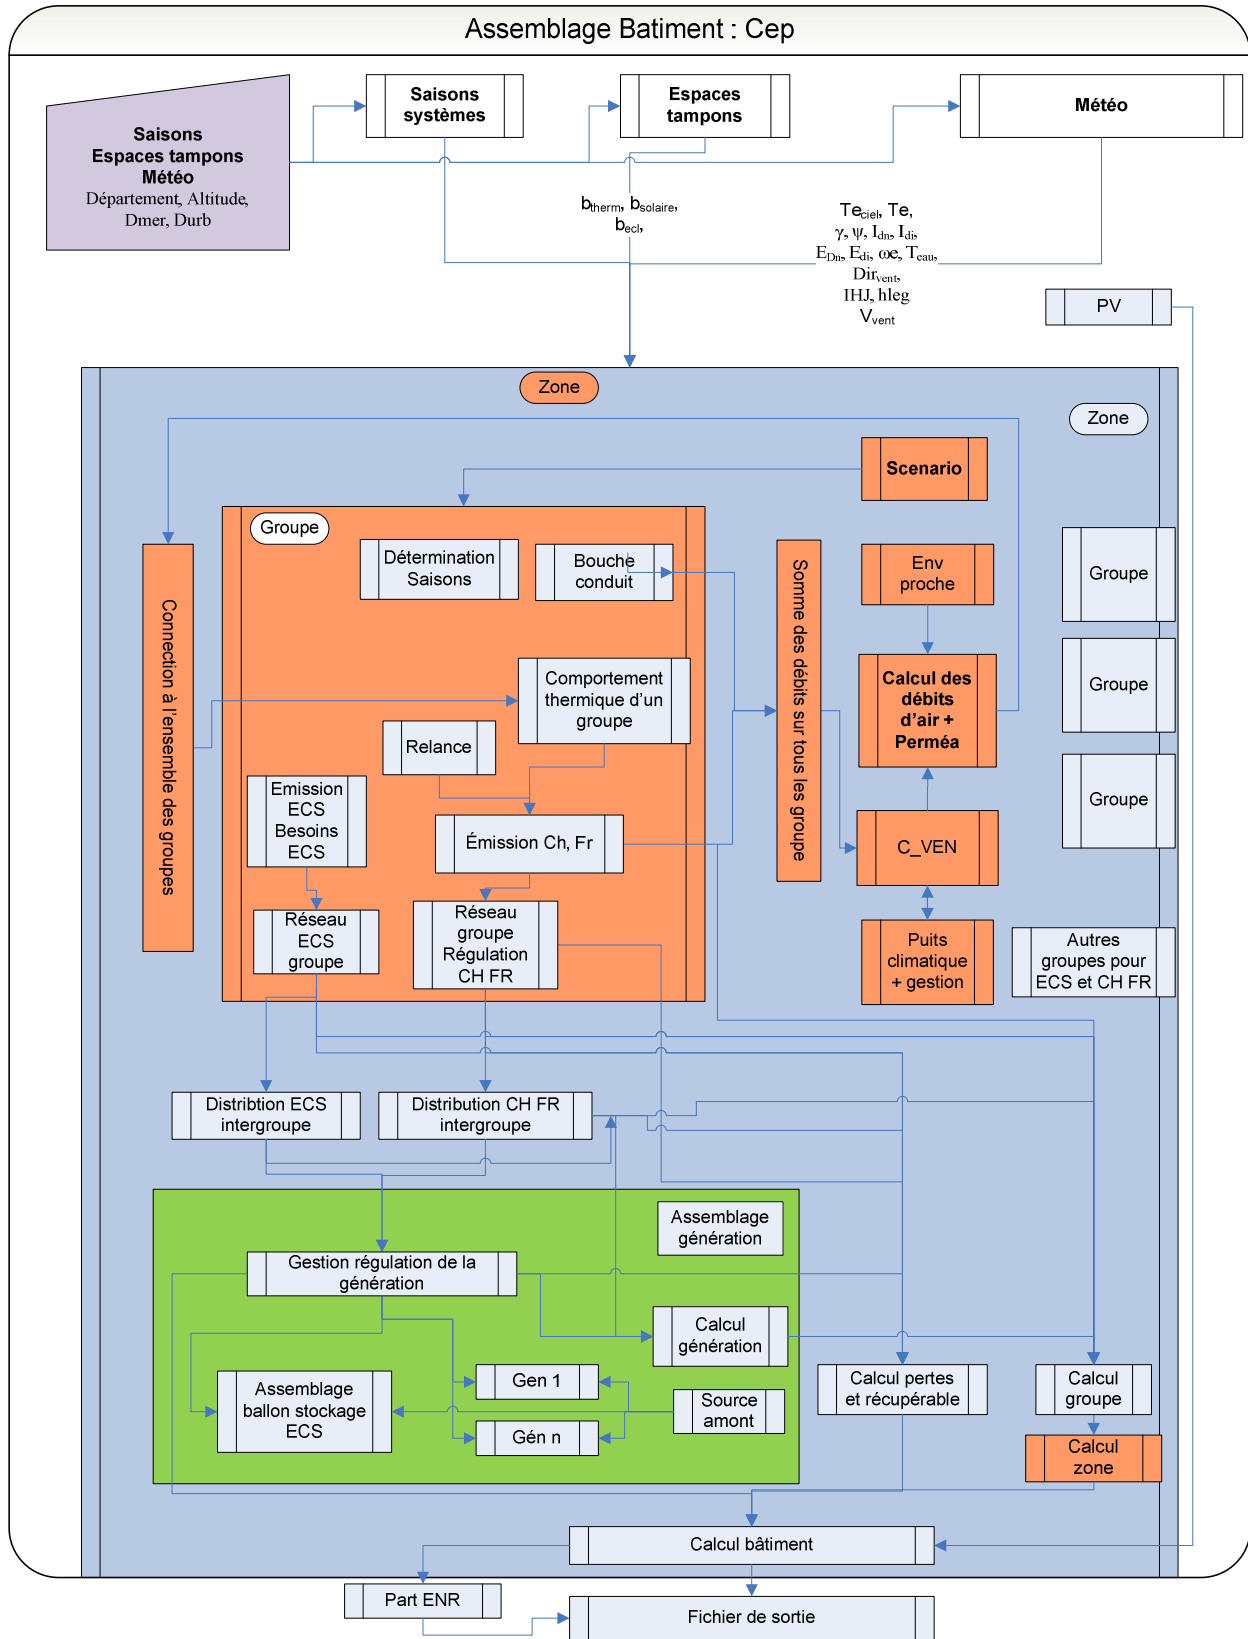 Assemblage Batiment : Cep
Saisons
Espaces tampons
Météo
Département, Altitude,
Dmer, Durb
Saisons
systèmes
Espaces
tampons
Météo
btherm, bsolaire,
becl,
Teciel, Te,
γ, ψ, Idn, Idi,
EDn, Edi, ωe, Teau,
Dirvent,
IHJ, hleg
Vvent
PV
Zone
Zone
Scenario
Groupe
Détermination
Saisons
Bouche
conduit
Connection à l'ensemble des groupes
Somme des débits sur tous les groupe
Env
proche
Groupe
Comportement
thermique d'un
groupe
Calcul des
débits
d'air +
Perméa
Groupe
Relance
Emission
ECS
Besoins
ECS
Émission Ch, Fr
C_VEN
Groupe
Réseau
ECS
groupe
Réseau
groupe
Régulation
CH FR
Puits
climatique
+ gestion
Autres
groupes pour
ECS et CH FR
Distribtion ECS
intergroupe
Distribution CH FR
intergroupe
Assemblage
génération
Gestion régulation de la
génération
Calcul
génération
Assemblage
ballon stockage
ECS
Gen 1
Gén n
Source
amont
Calcul pertes
et récupérable
Calcul
groupe
Calcul
zone
Calcul bâtiment
Part ENR
Fichier de sortie